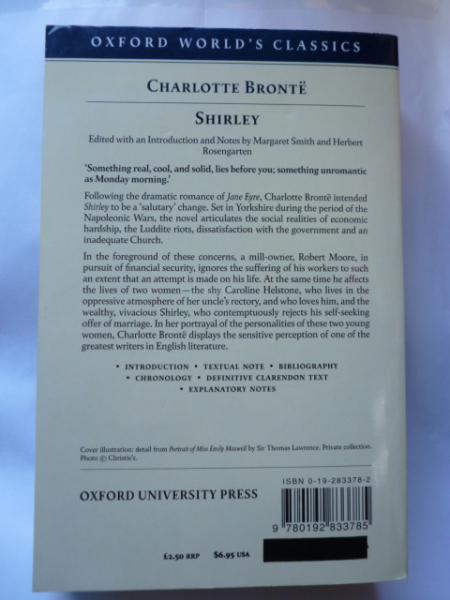 OXFORD WORLD'S CLASSICS
CHARLOTTE BRONTË
SHIRLEY
Edited with an Introduction and Notes by Margaret Smith and Herbert
Rosengarten
'Something real, cool, and solid, lies before you; something unromantic
as Monday morning.'
Following the dramatic romance of Jane Eyre, Charlotte Brontë intended
Shirley to be a 'salutary' change. Set in Yorkshire during the period of the
Napoleonic Wars, the novel articulates the social realities of economic
hardship, the Luddite riots, dissatisfaction with the government and an
inadequate Church.
In the foreground of these concerns, a mill-owner, Robert Moore, in
pursuit of financial security, ignores the suffering of his workers to such
an extent that an attempt is made on his life. At the same time he affects
the lives of two women—the shy Caroline Helstone, who lives in the
oppressive atmosphere of her uncle's rectory, and who loves him, and the
wealthy, vivacious Shirley, who contemptuously rejects his self-seeking
offer of marriage. In her portrayal of the personalities of these two young
women, Charlotte Brontë displays the sensitive perception of one of the
greatest writers in English literature.
• INTRODUCTION • TEXTUAL NOTE • BIBLIOGRAPHY
• CHRONOLOGY • DEFINITIVE CLARENDON TEXT
• EXPLANATORY NOTES
Cover illustration: detail from Portrait of Miss Emily Maxwell by Sir Thomas Lawrence. Private collection.
Photo © Christie's.
ISBN 0-19-283378-2
OXFORD UNIVERSITY PRESS
9 780192 833785
£2.50 RRP $6.95 USA